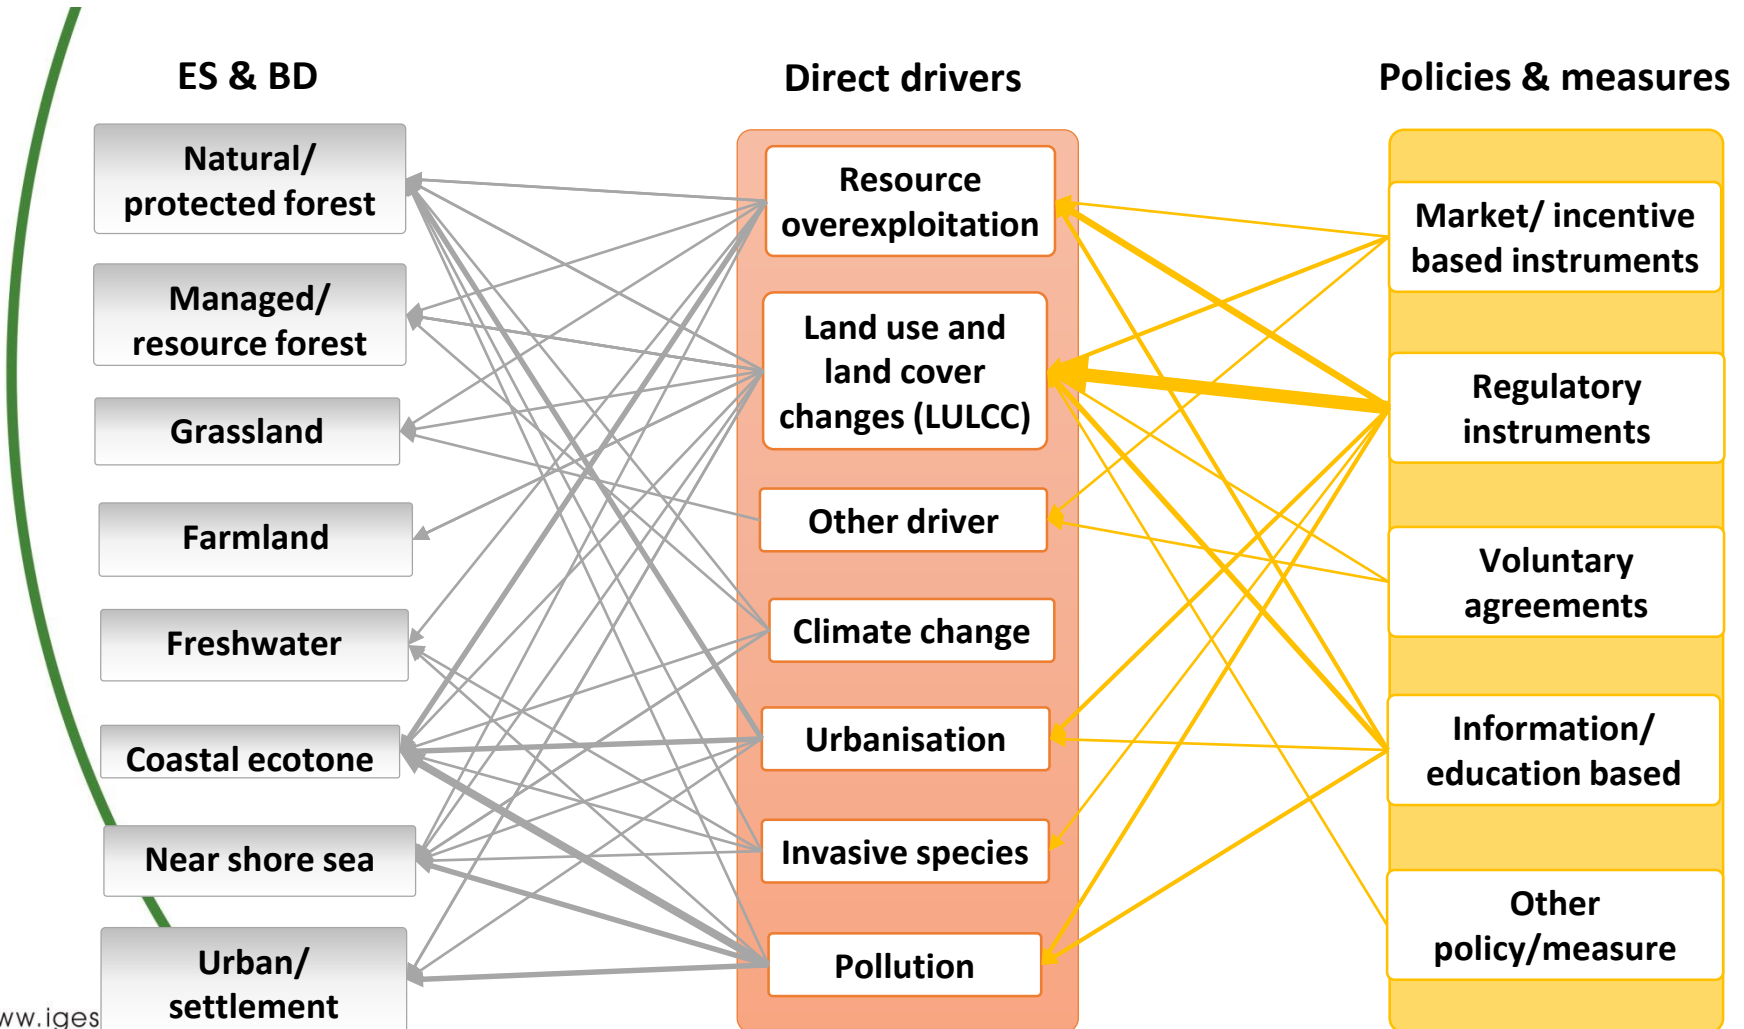 ES & BD
Direct drivers
Policies & measures
Natural/
protected forest
Managed/
resource forest
Grassland
Farmland
Freshwater
Coastal ecotone
Near shore sea
Urban/
settlement
Resource
overexploitation
Land use and
land cover
changes (LULCC)
Other driver
Climate change
Urbanisation
Invasive species
Pollution
Market/ incentive
based instruments
Regulatory
instruments
Voluntary
agreements
Information/
education based
Other
policy/measure
ww.iges